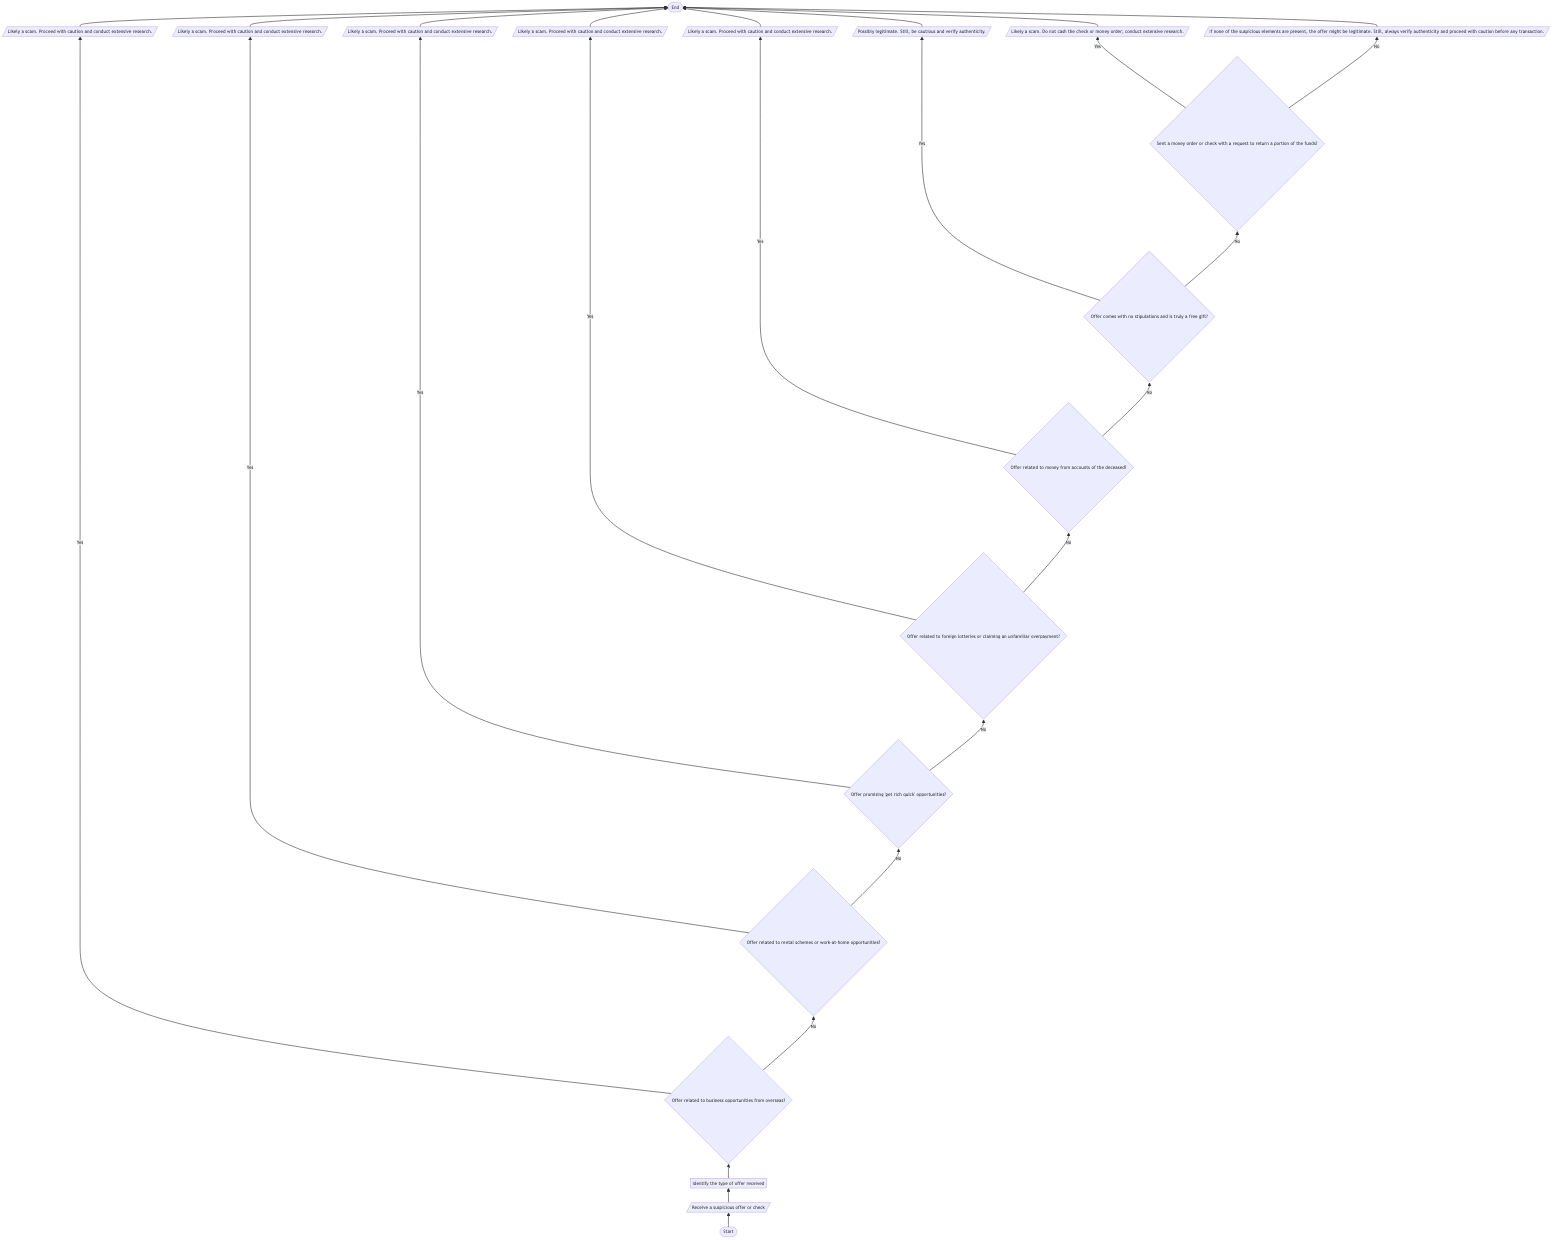 End
Likely a scam. Proceed with caution and conduct extensive research.
Likely a scam. Proceed with caution and conduct extensive research.
Likely a scam. Proceed with caution and conduct extensive research.
Likely a scam. Proceed with caution and conduct extensive research.
Likely a scam. Proceed with caution and conduct extensive research.
Possibly legitimate. Still, be cautious and verify authenticity.
Likely a scam. Do not cash the check or money order, conduct extensive research.
If none of the suspicious elements are present, the offer might be legitimate. Still, always verify authenticity and proceed with caution before any transaction.
Yes
No
Sent a money order or check with a request to return a portion of the funds?
Yes
No
Offer comes with no stipulations and is truly a free gift?
Yes
No
Offer related to money from accounts of the deceased?
Yes
No
Offer related to foreign lotteries or claiming an unfamiliar overpayment?
Yes
No
Offer promising 'get rich quick' opportunities?
Yes
No
Offer related to metal schemes or work-at-home opportunities?
Yes
No
Offer related to business opportunities from overseas?
Identify the type of offer received
Receive a suspicious offer or check
Start